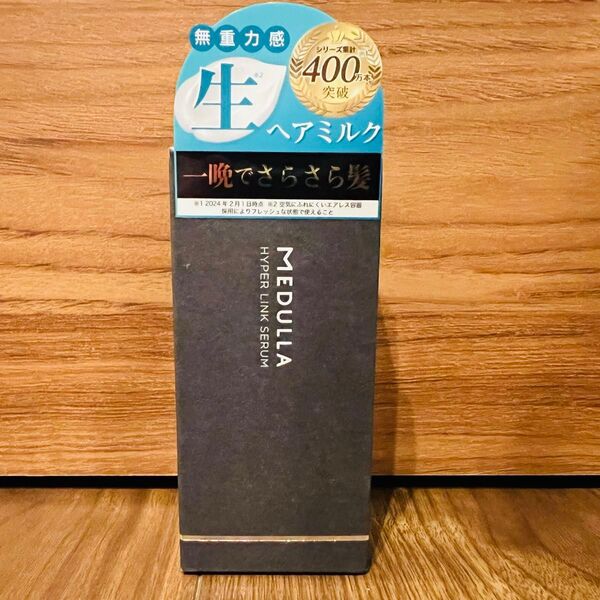 無重力感
生※2
ヘアミルク
シリーズ累計※1
400万本
突破
一晩でさらさら髪
※1 2024年2月1日時点 ※2 空気にふれにくいエアレス容器
採用によりフレッシュな状態で使えること
MEDULLA
HYPER LINK SERUM